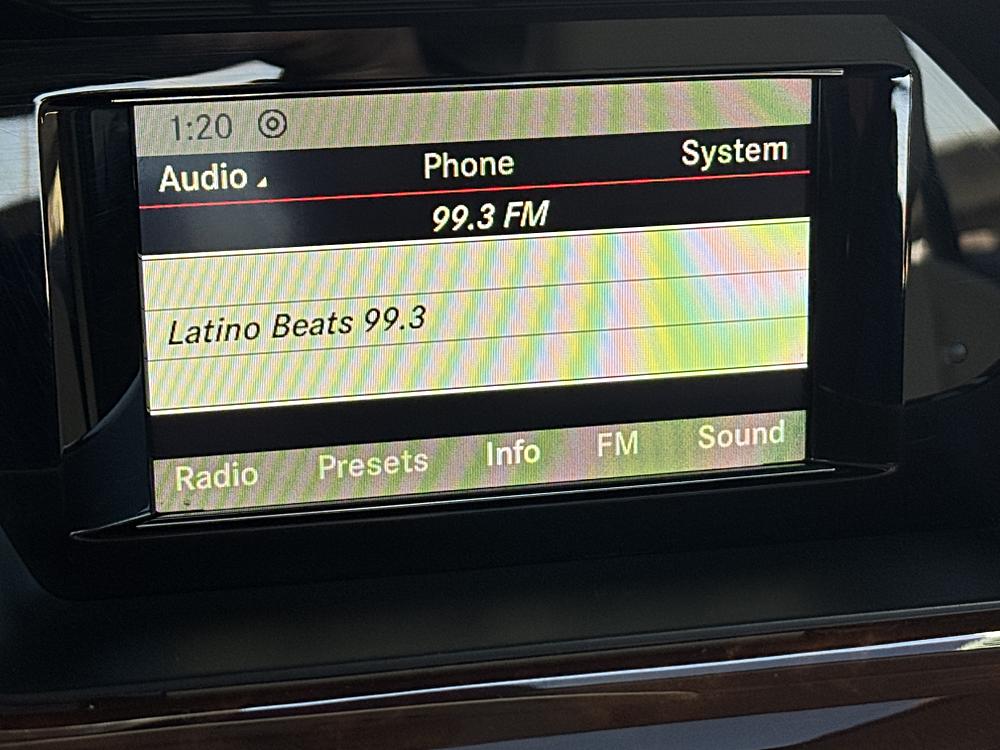 1:20
Audio Phone System
99.3 FM
Latino Beats 99.3
Radio Presets Info FM Sound